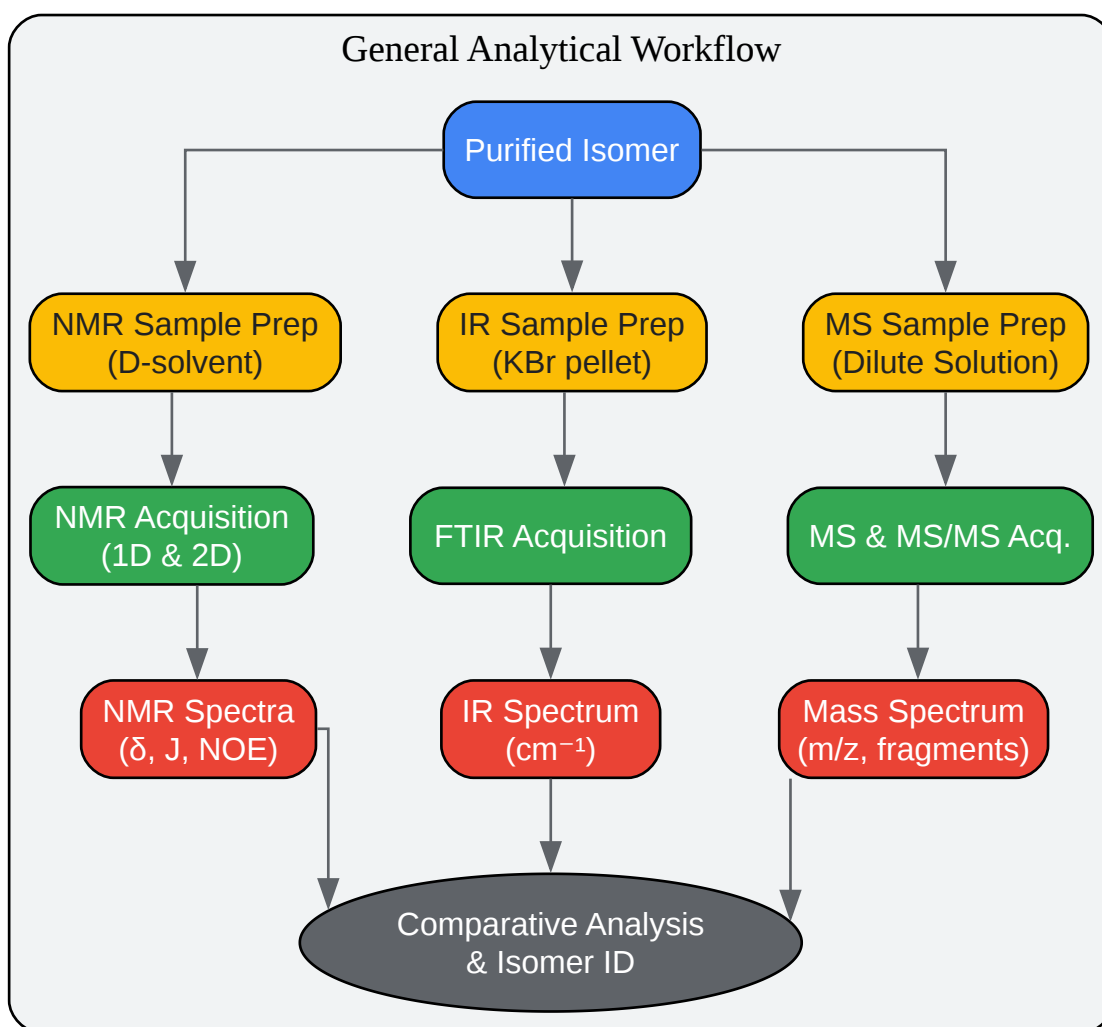 General Analytical Workflow
Purified Isomer
NMR Sample Prep
(D-solvent)
IR Sample Prep
(KBr pellet)
MS Sample Prep
(Dilute Solution)
NMR Acquisition
(1D & 2D)
FTIR Acquisition
MS & MS/MS Acq.
NMR Spectra
(δ, J, NOE)
IR Spectrum
(cm⁻¹)
Mass Spectrum
(m/z, fragments)
Comparative Analysis
& Isomer ID